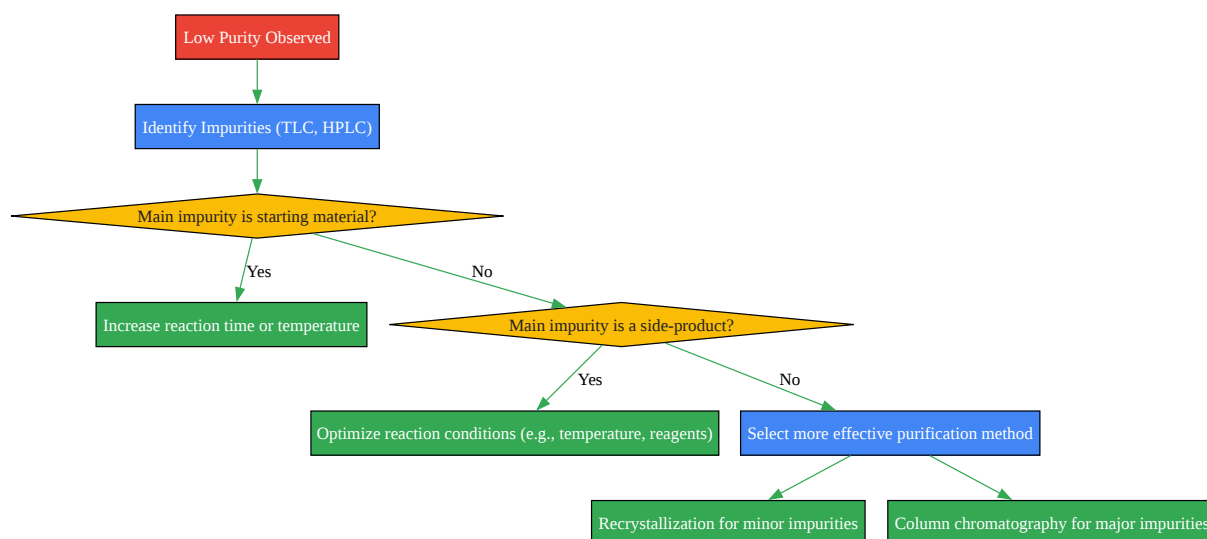 Low Purity Observed
Identify Impurities (TLC, HPLC)
Main impurity is starting material?
Yes
No
Increase reaction time or temperature
Main impurity is a side-product?
Yes
No
Optimize reaction conditions (e.g., temperature, reagents)
Select more effective purification method
Recrystallization for minor impurities
Column chromatography for major impurities